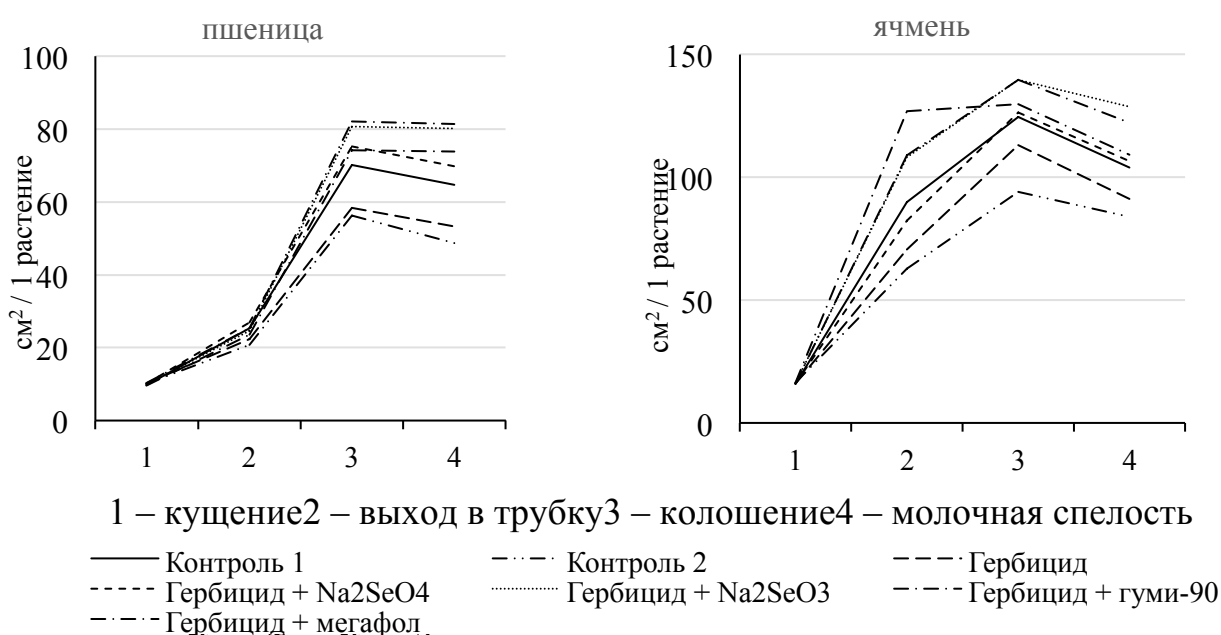 пшеница
100
80
60
40
20
0
см² / 1 растение
1 2 3 4
ячмень
150
100
50
0
см² / 1 растение
1 2 3 4
1 – кущение2 – выход в трубку3 – колошение4 – молочная спелость
Контроль 1 Контроль 2 Гербицид
Гербицид + Na2SeO4 Гербицид + Na2SeO3 Гербицид + гуми-90
Гербицид + мегафол